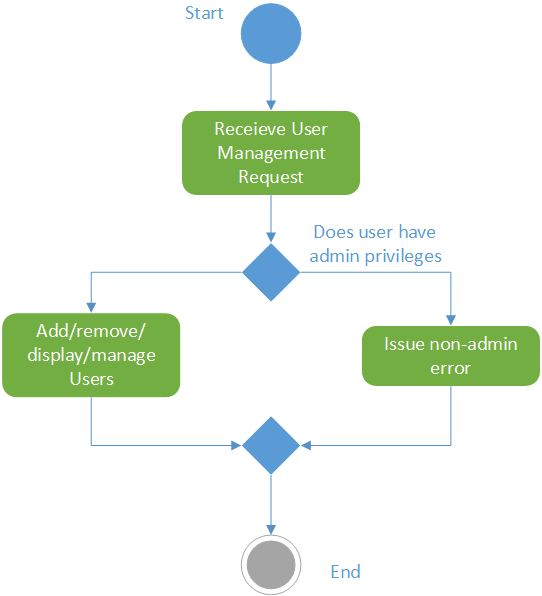 Start
Receieve User
Management
Request
Does user have
admin privileges
Add/remove/
display/manage
Users
Issue non-admin
error
End